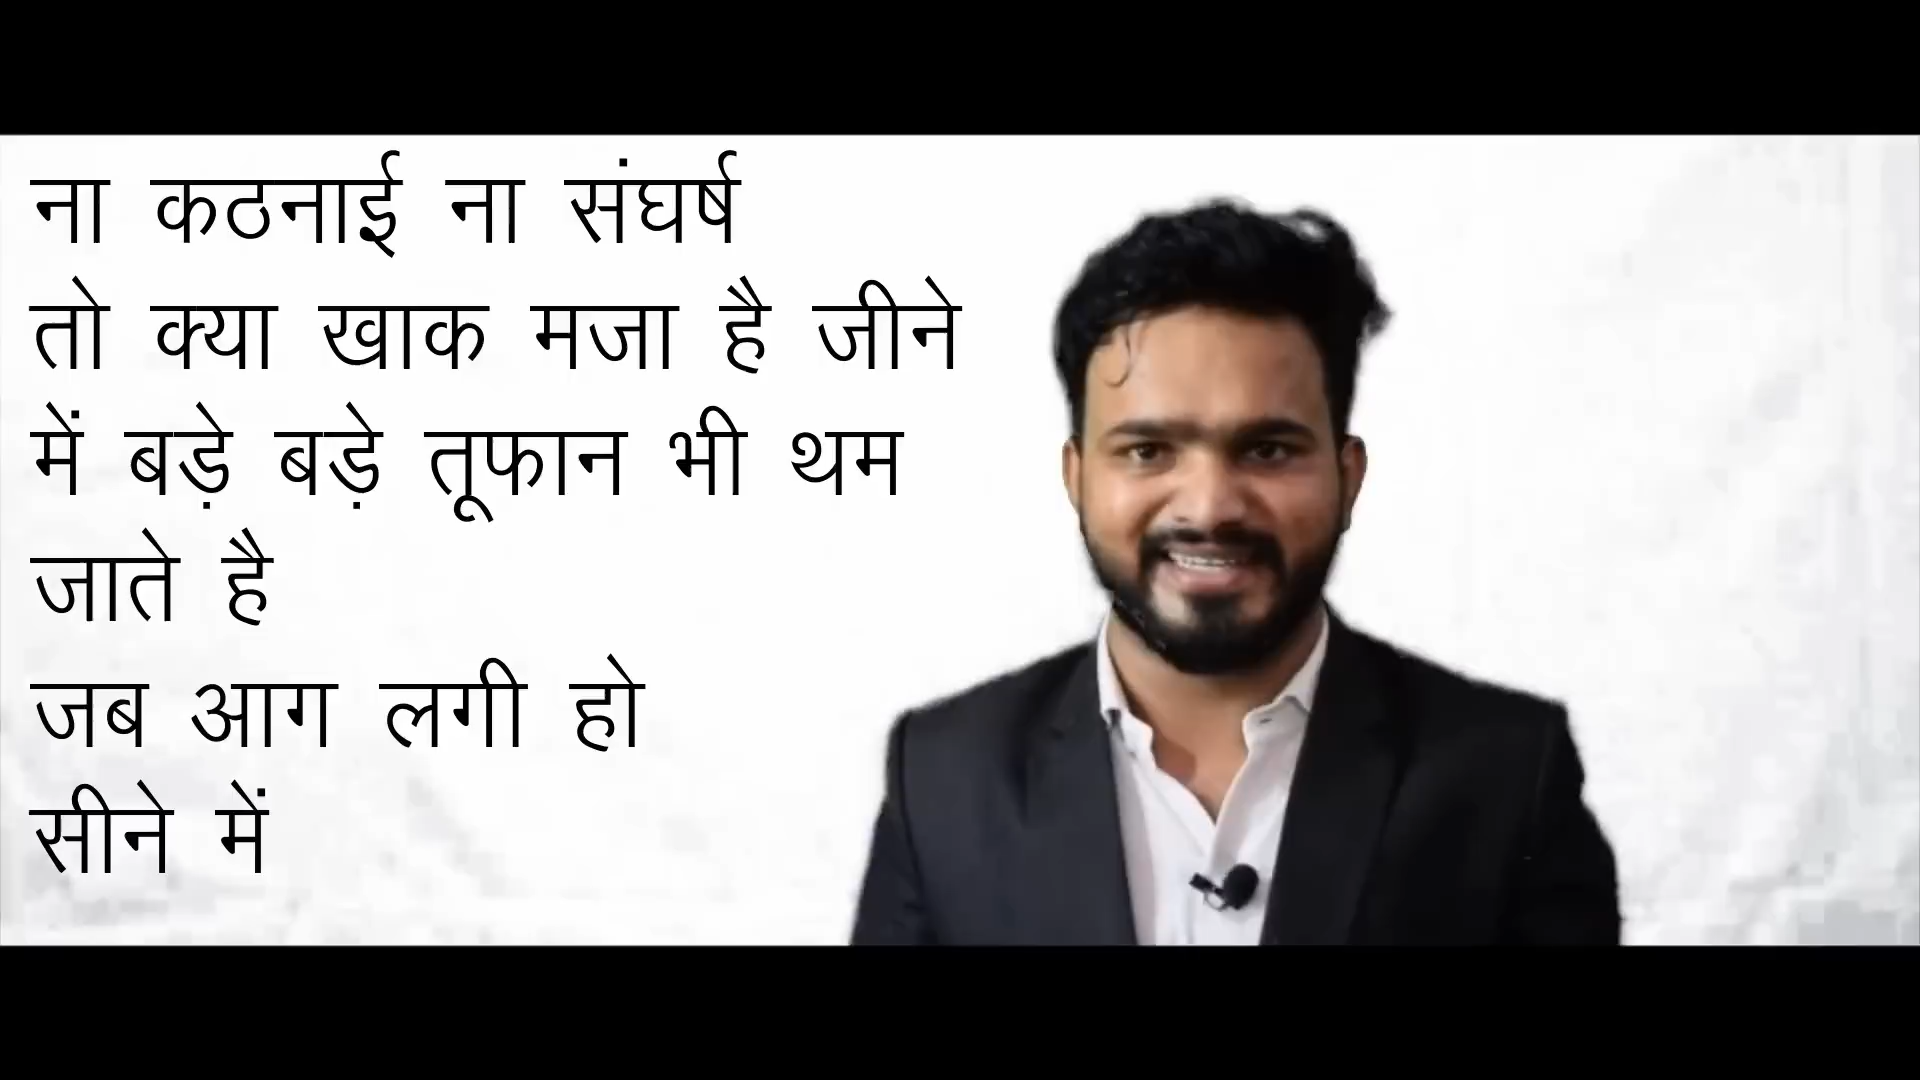 ना कठनाई ना संघर्ष
तो क्या खाक मजा है जीने
में बड़े बड़े तूफान भी थम
जाते है
जब आग लगी हो
सीने में